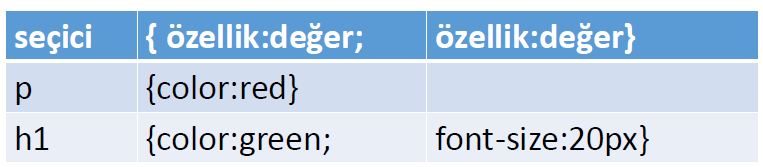 seçici { özellik:değer; özellik:değer}
p {color:red}
h1 {color:green; font-size:20px}